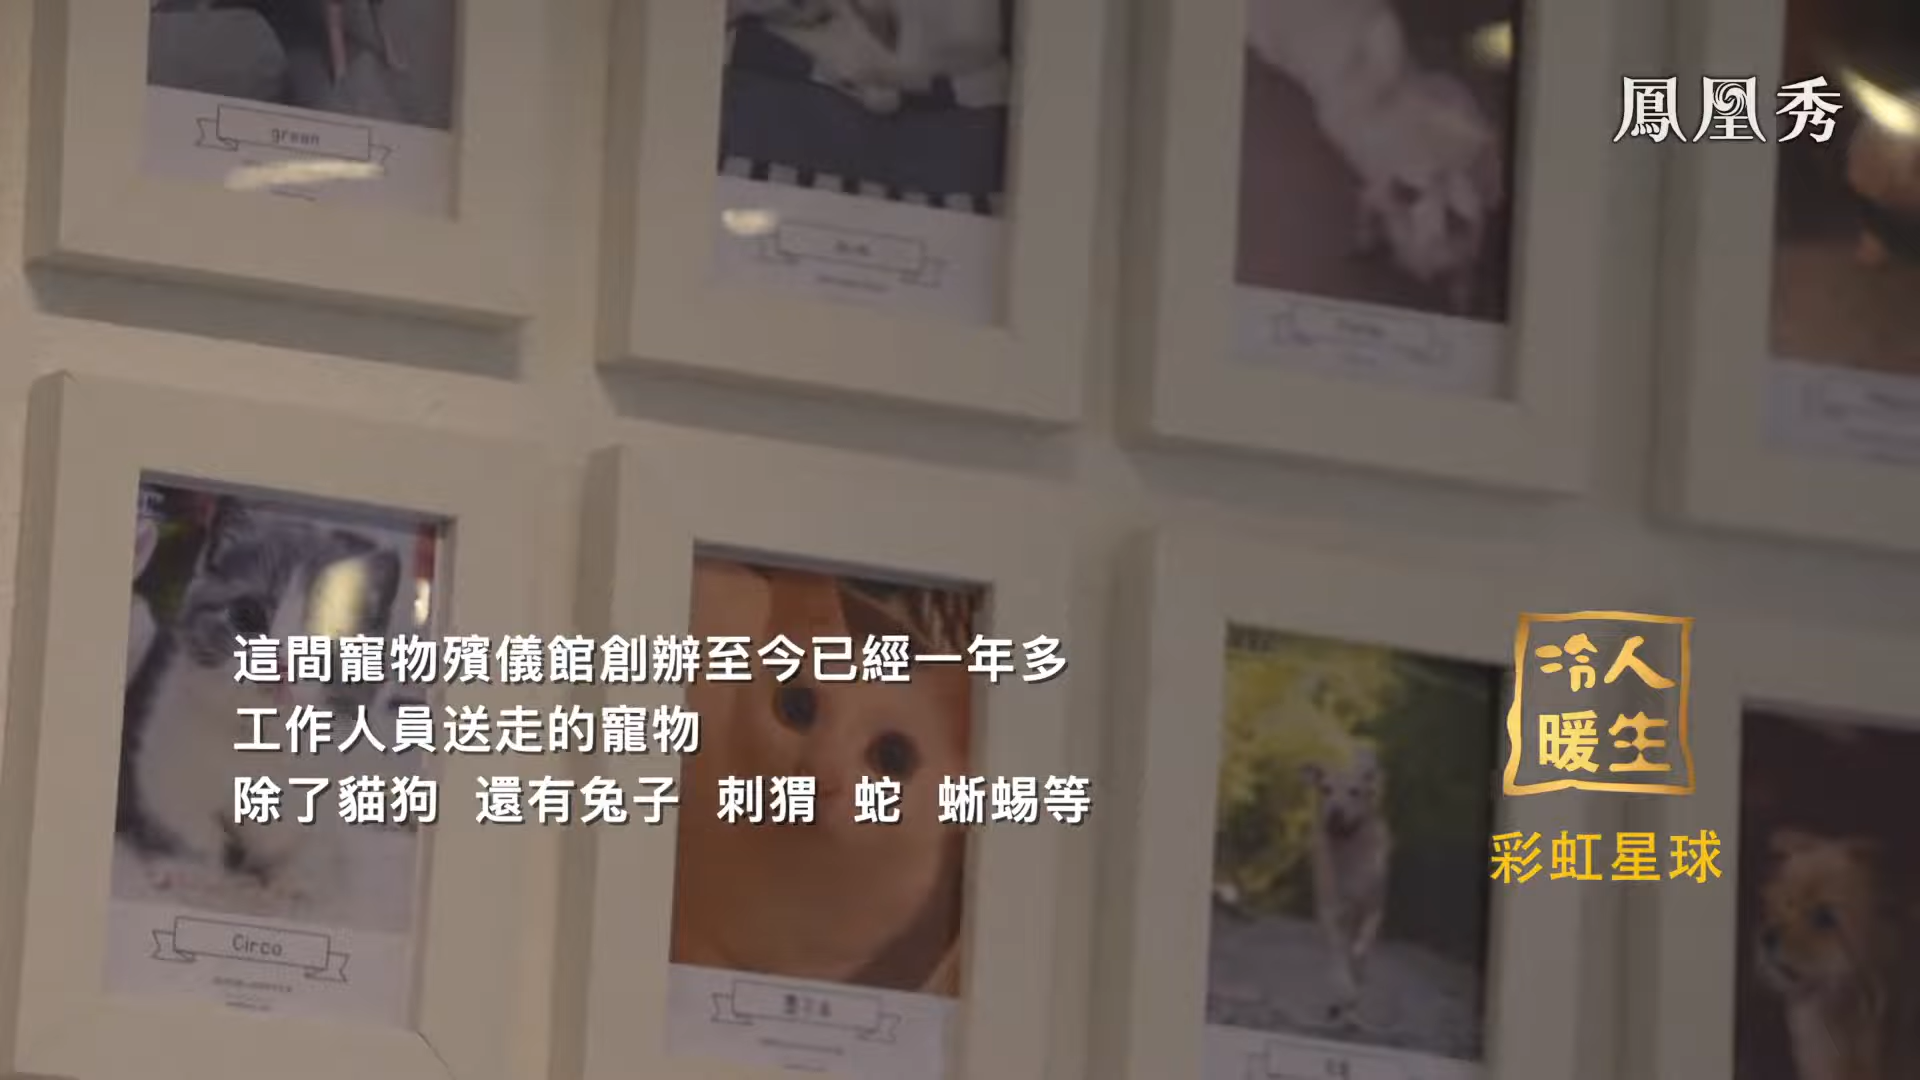 鳳凰秀
green
這間寵物殯儀館創辦至今已經一年多
工作人員送走的寵物
除了貓狗 還有兔子 刺猬 蛇 蜥蜴等
冷暖人生
彩虹星球
Circo